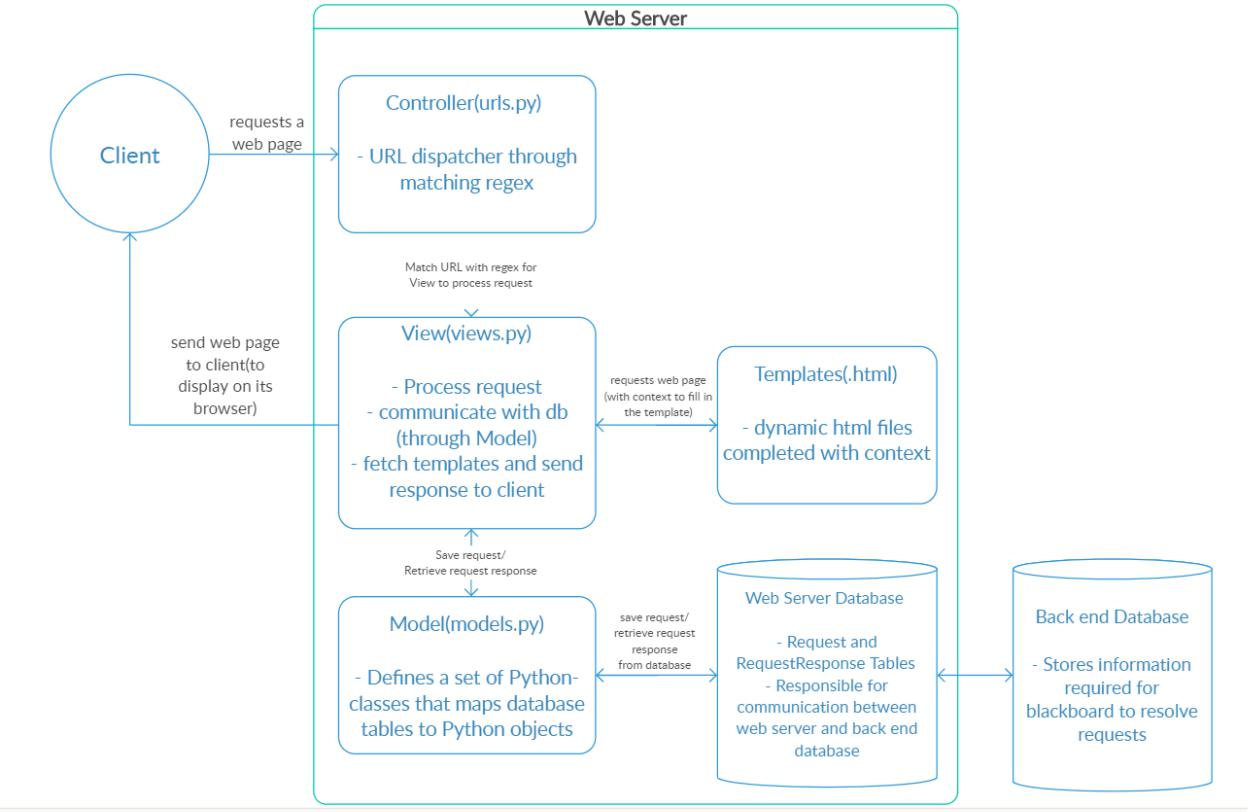 Web Server
Client
requests a
web page
Controller(urls.py)
- URL dispatcher through
matching regex
Match URL with regex for
View to process request
View(views.py)
- Process request
- communicate with db
(through Model)
- fetch templates and send
response to client
send web page
to client(to
display on its
browser)
requests web page
(with context to fill in
the template)
Templates(.html)
- dynamic html files
completed with context
Save request/
Retrieve request response
Model(models.py)
- Defines a set of Python-
classes that maps database
tables to Python objects
save request/
retrieve request
response
from database
Web Server Database
- Request and
RequestResponse Tables
- Responsible for
communication between
web server and back end
database
Back end Database
- Stores information
required for
blackboard to resolve
requests